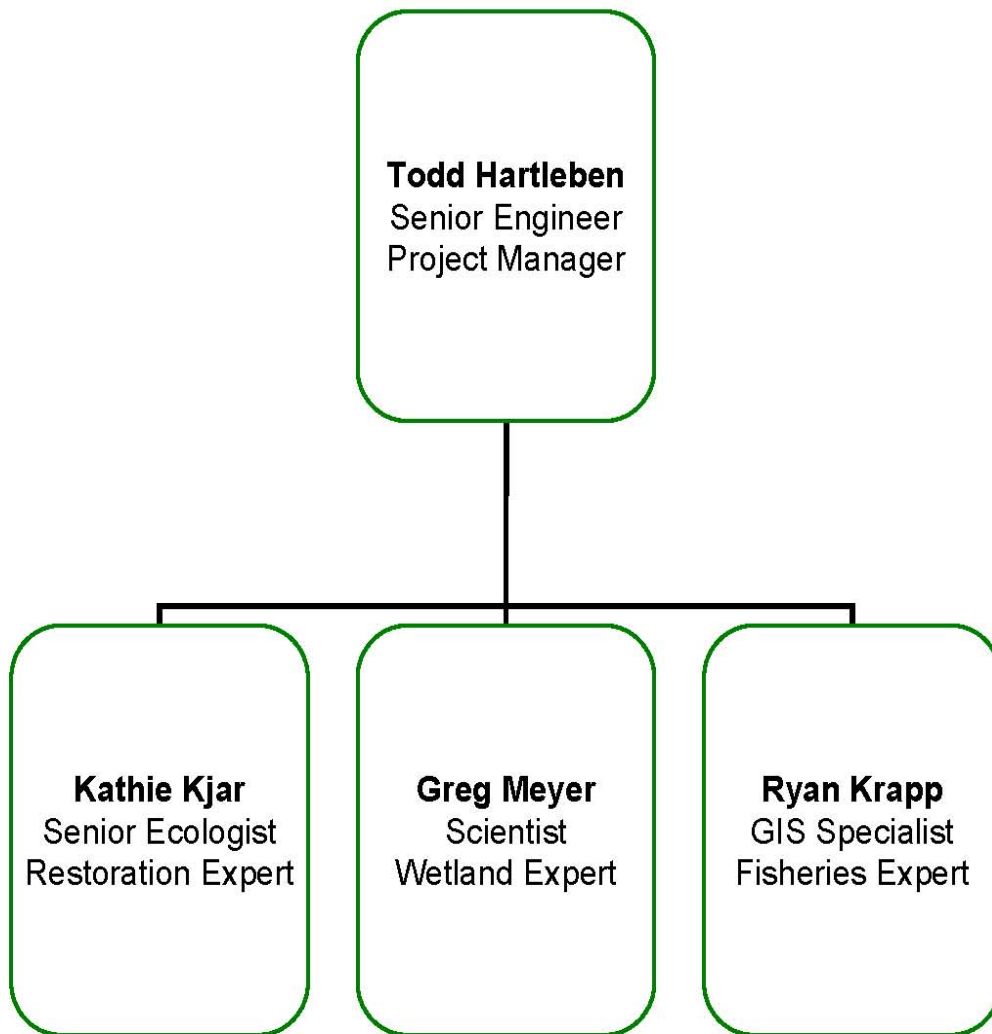 Todd Hartleben
Senior Engineer
Project Manager
Kathie Kjar
Senior Ecologist
Restoration Expert
Greg Meyer
Scientist
Wetland Expert
Ryan Krapp
GIS Specialist
Fisheries Expert